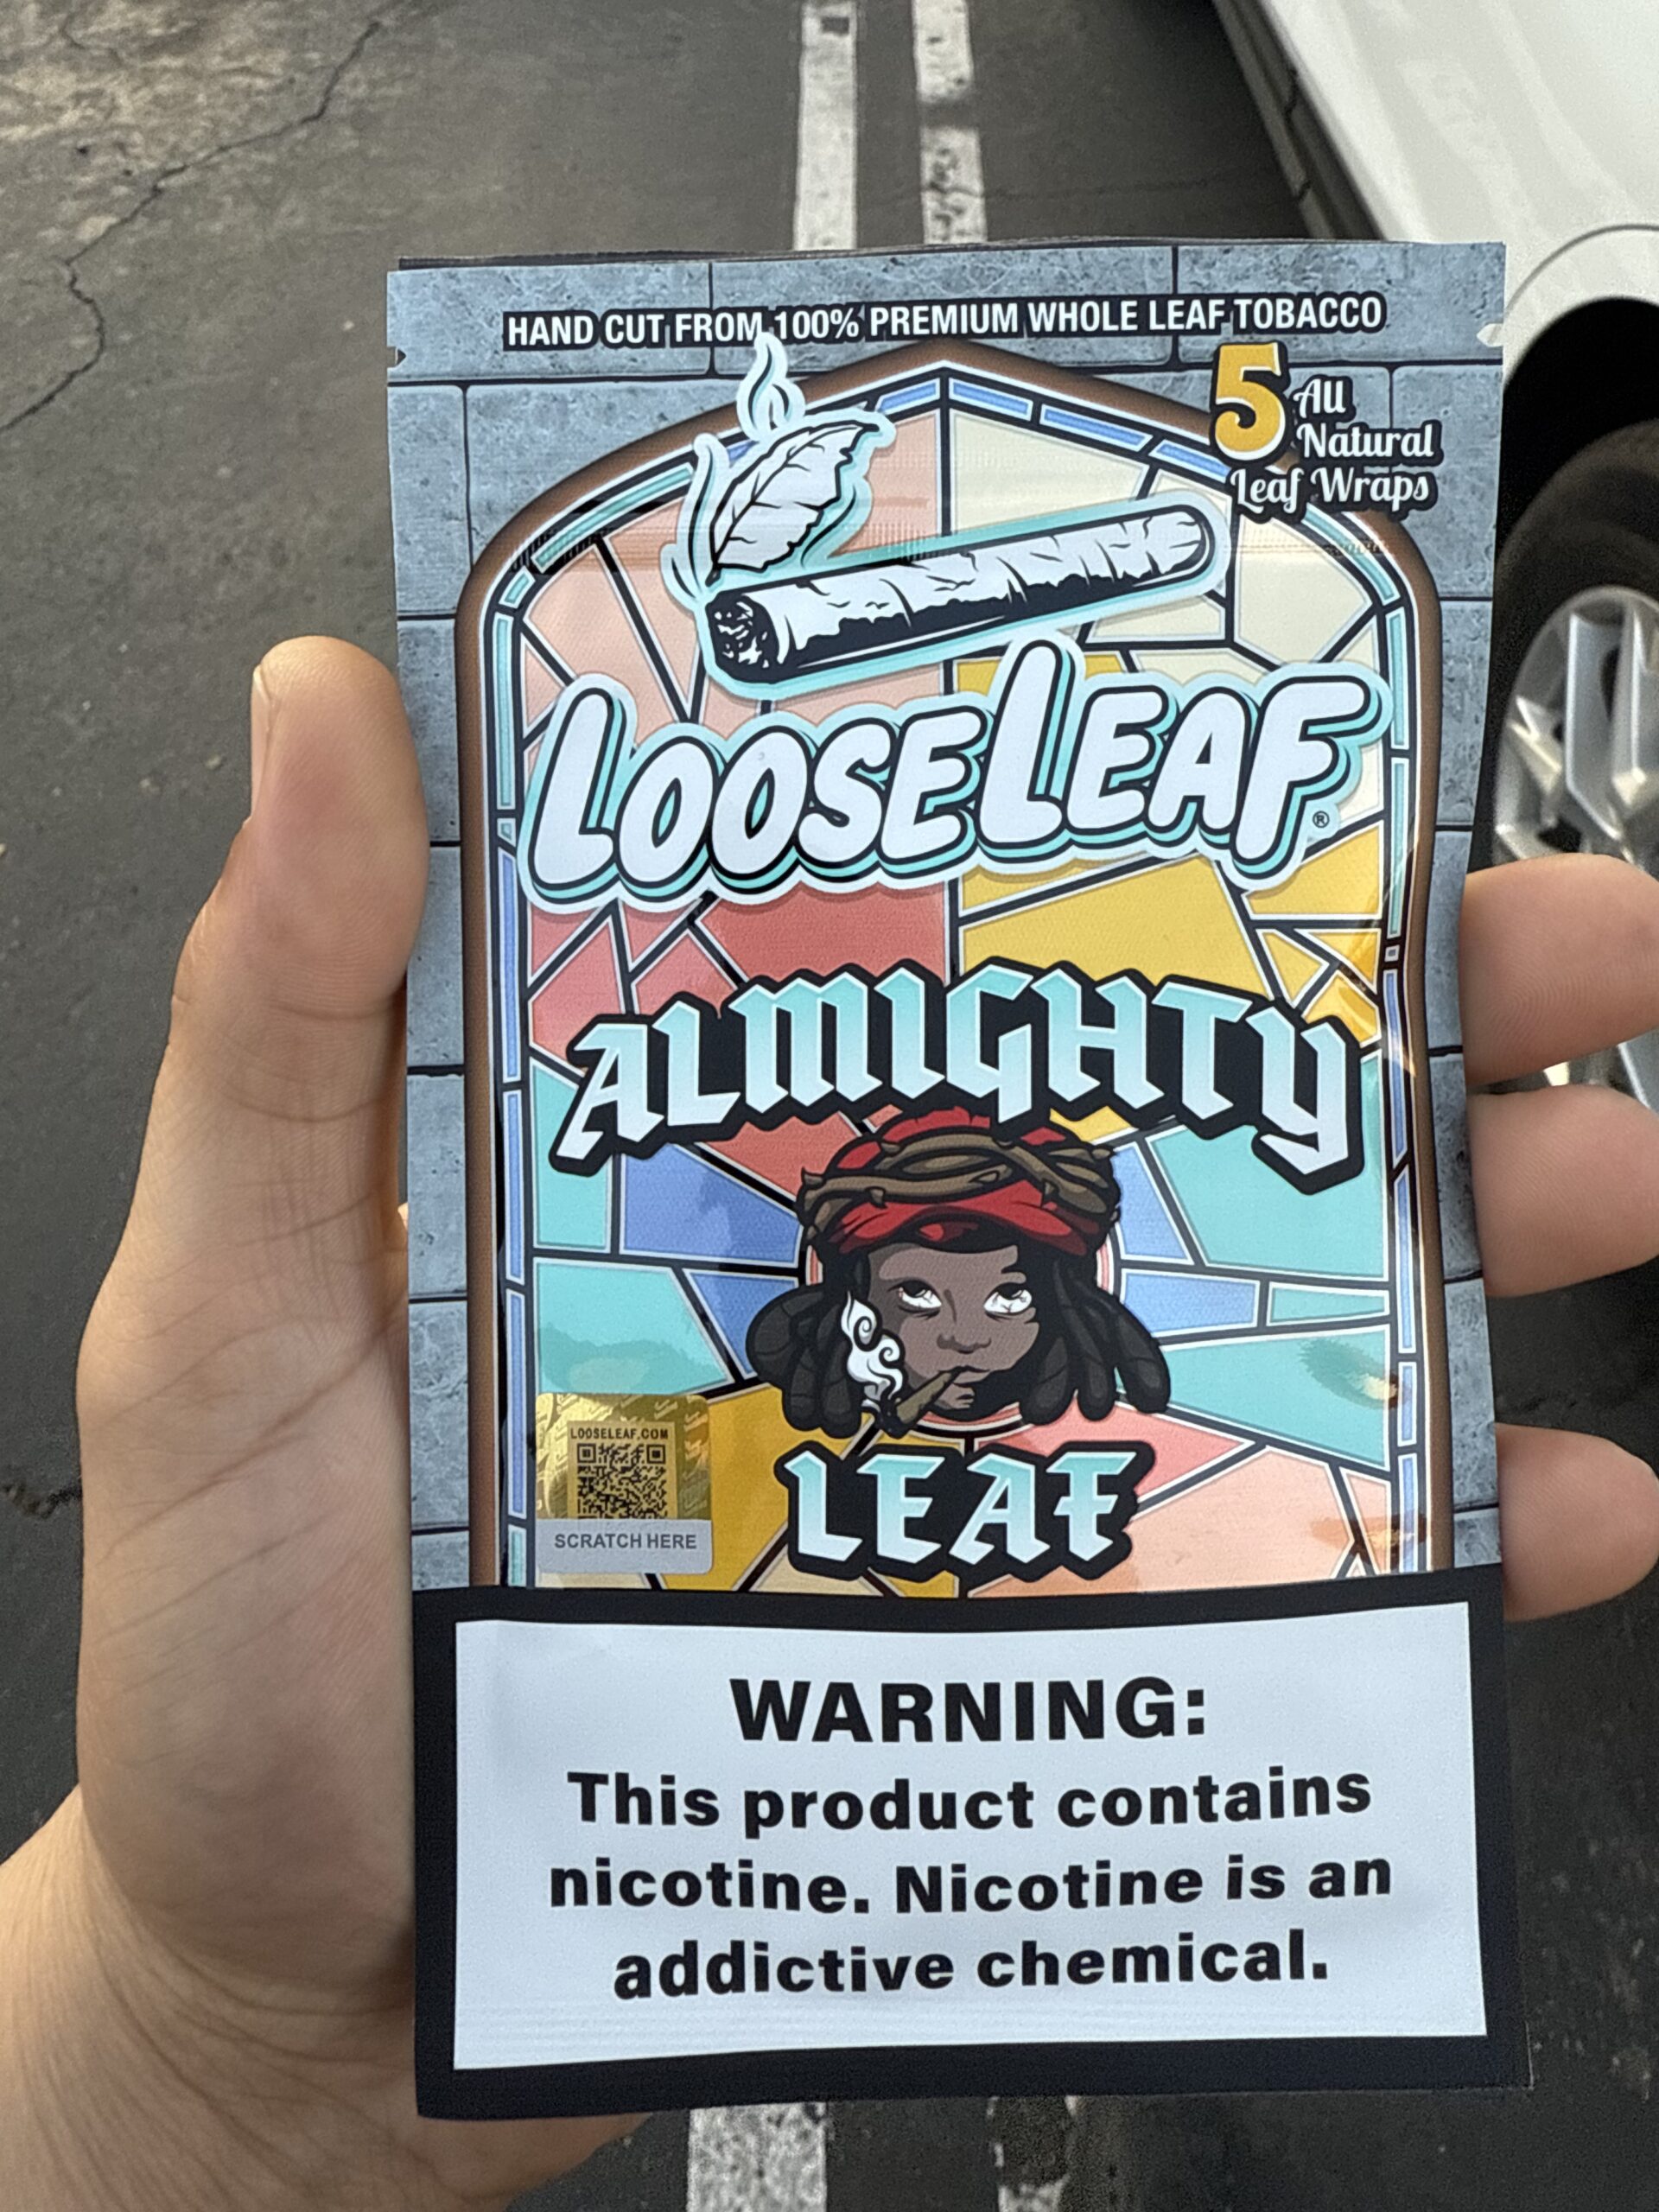 HAND CUT FROM 100% PREMIUM WHOLE LEAF TOBACCO
5 All
Natural
Leaf Wraps
LOOSELEAF®
ALMIGHTY
LEAF
LOOSELEAF.COM
SCRATCH HERE
WARNING:
This product contains
nicotine. Nicotine is an
addictive chemical.